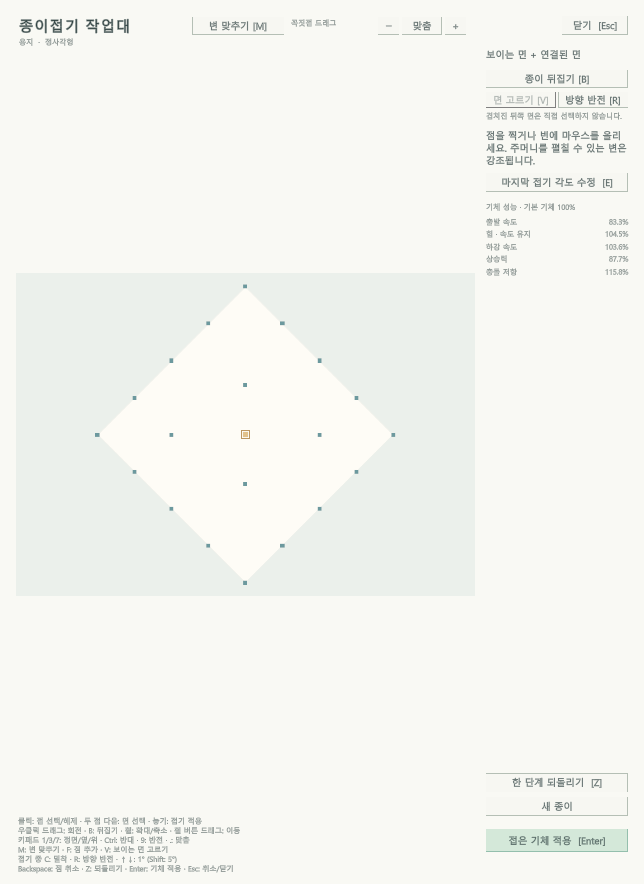 종이접기 작업대
용지 · 정사각형
변 맞추기 [M]
꼭짓점 드래그
−
맞춤
+
닫기 [Esc]
보이는 면 + 연결된 면
종이 뒤집기 [B]
면 고르기 [V]
방향 반전 [R]
겹쳐진 뒤쪽 면은 직접 선택하지 않습니다.
점을 찍거나 변에 마우스를 올리
세요. 주머니를 펼칠 수 있는 변은
강조됩니다.
마지막 접기 각도 수정 [E]
기체 성능 · 기본 기체 100%
출발 속도 83.3%
힘 · 속도 유지 104.5%
하강 속도 103.6%
상승력 87.7%
충돌 저항 115.8%
한 단계 되돌리기 [Z]
새 종이
접은 기체 적용 [Enter]
클릭: 점 선택/해제 · 두 점 다음: 면 선택 · 놓기: 접기 적용
우클릭 드래그: 회전 · B: 뒤집기 · 휠: 확대/축소 · 휠 버튼 드래그: 이동
키패드 1/3/7: 정면/옆/위 · Ctrl: 반대 · 9: 반전 · .: 맞춤
M: 변 맞추기 · F: 점 추가 · V: 보이는 면 고르기
접기 중 C: 밀착 · R: 방향 반전 · ↑ ↓: 1° (Shift: 5°)
Backspace: 점 취소 · Z: 되돌리기 · Enter: 기체 적용 · Esc: 취소/닫기